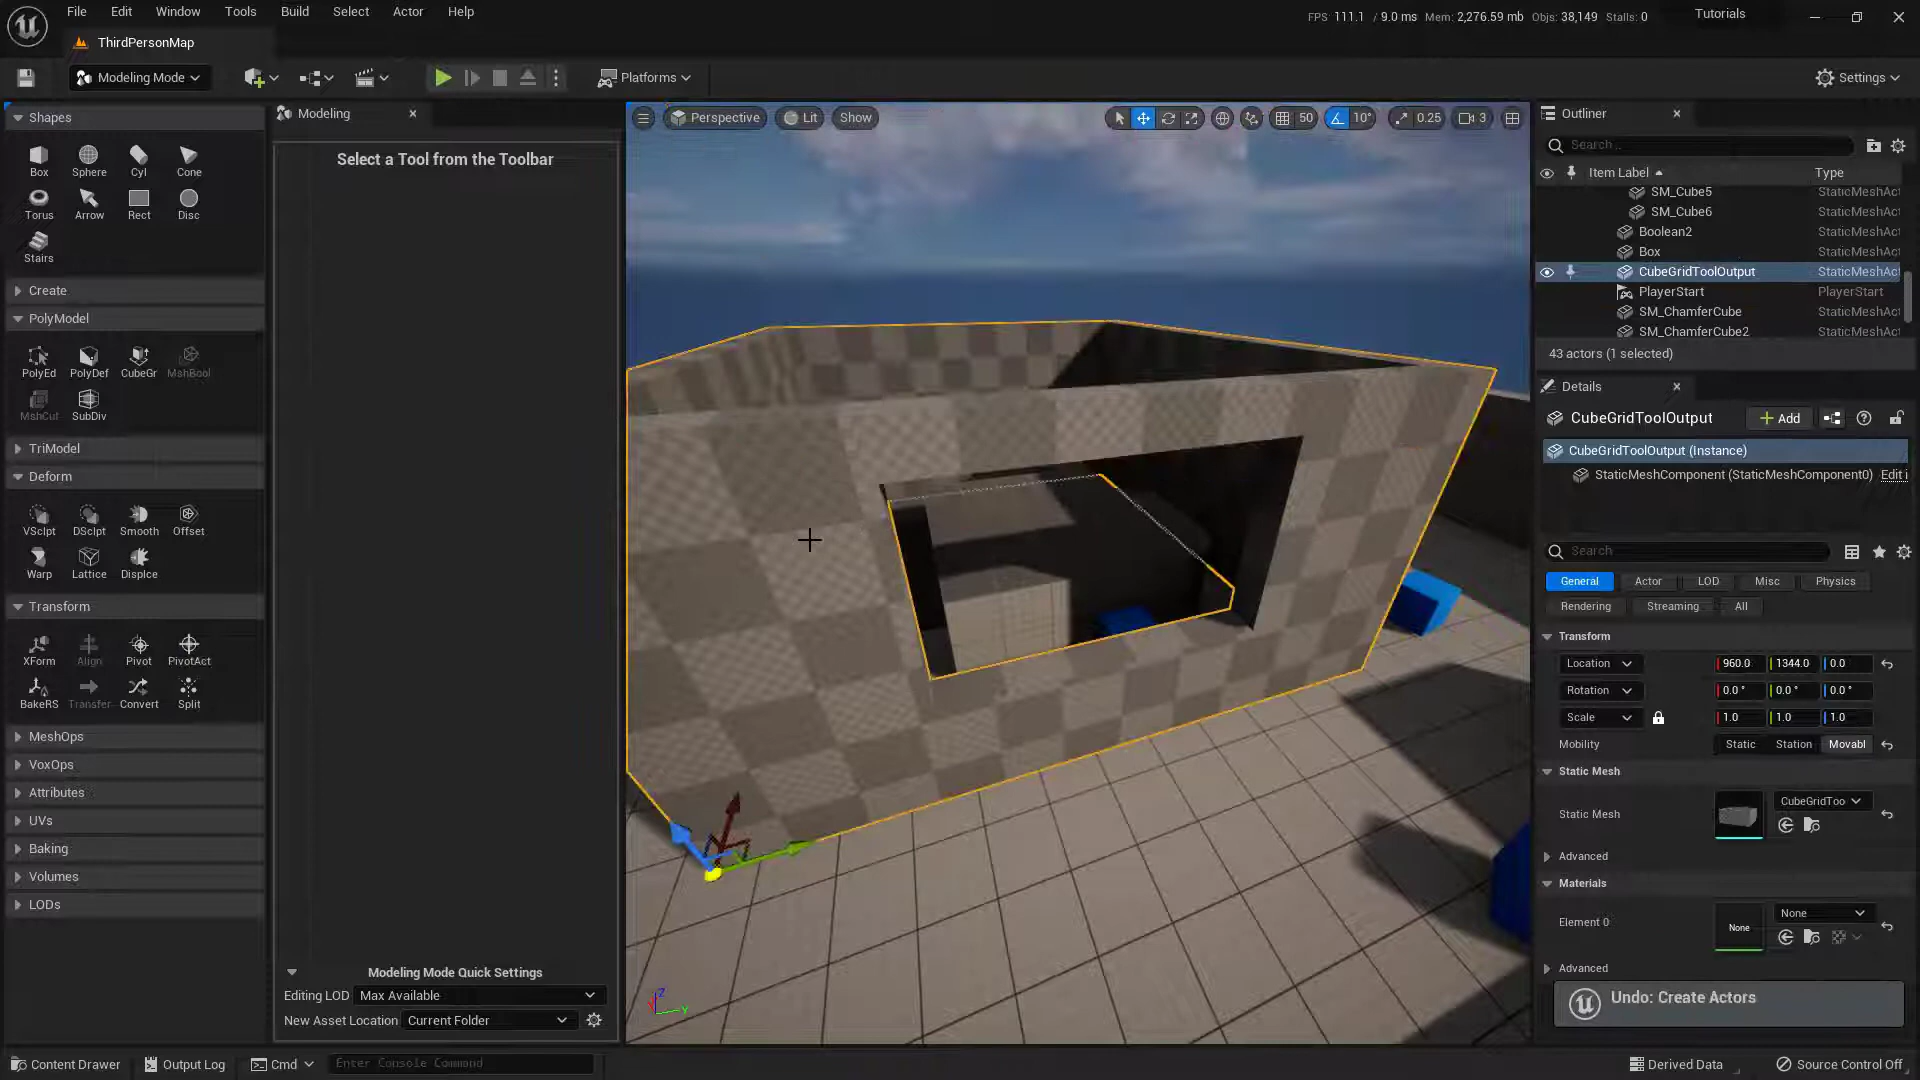 File Edit Window Tools Build Select Actor Help
FPS 111.1 / 9.0 ms Mem: 2,276.59 mb Objs: 38,149 Stalls: 0
Tutorials
ThirdPersonMap
Modeling Mode
Platforms
Settings
Shapes
Box Sphere Cyl Cone
Torus Arrow Rect Disc
Stairs
Create
PolyModel
PolyEd PolyDef CubeGr MshBool
MshCut SubDiv
TriModel
Deform
VSclpt DSclpt Smooth Offset
Warp Lattice Displce
Transform
XForm Align Pivot PivotAct
BakeRS Transfer Convert Split
MeshOps
VoxOps
Attributes
UVs
Baking
Volumes
LODs
Modeling
Select a Tool from the Toolbar
Modeling Mode Quick Settings
Editing LOD Max Available
New Asset Location Current Folder
Perspective Lit Show
50 10° 0.25 3
Z
Y
Outliner
Search...
Item Label Type
SM_Cube5 StaticMeshAct
SM_Cube6 StaticMeshAct
Boolean2 StaticMeshAct
Box StaticMeshAct
CubeGridToolOutput StaticMeshAct
PlayerStart PlayerStart
SM_ChamferCube StaticMeshAct
SM_ChamferCube2 StaticMeshAct
43 actors (1 selected)
Details
CubeGridToolOutput Add
CubeGridToolOutput (Instance)
StaticMeshComponent (StaticMeshComponent0) Edit i
Search
General Actor LOD Misc Physics
Rendering Streaming All
Transform
Location 960.0 1344.0 0.0
Rotation 0.0° 0.0° 0.0°
Scale 1.0 1.0 1.0
Mobility Static Station Movabl
Static Mesh
Static Mesh CubeGridToo
Advanced
Materials
Element 0 None None
Advanced
Undo: Create Actors
Content Drawer Output Log Cmd Enter Console Command
Derived Data Source Control Off